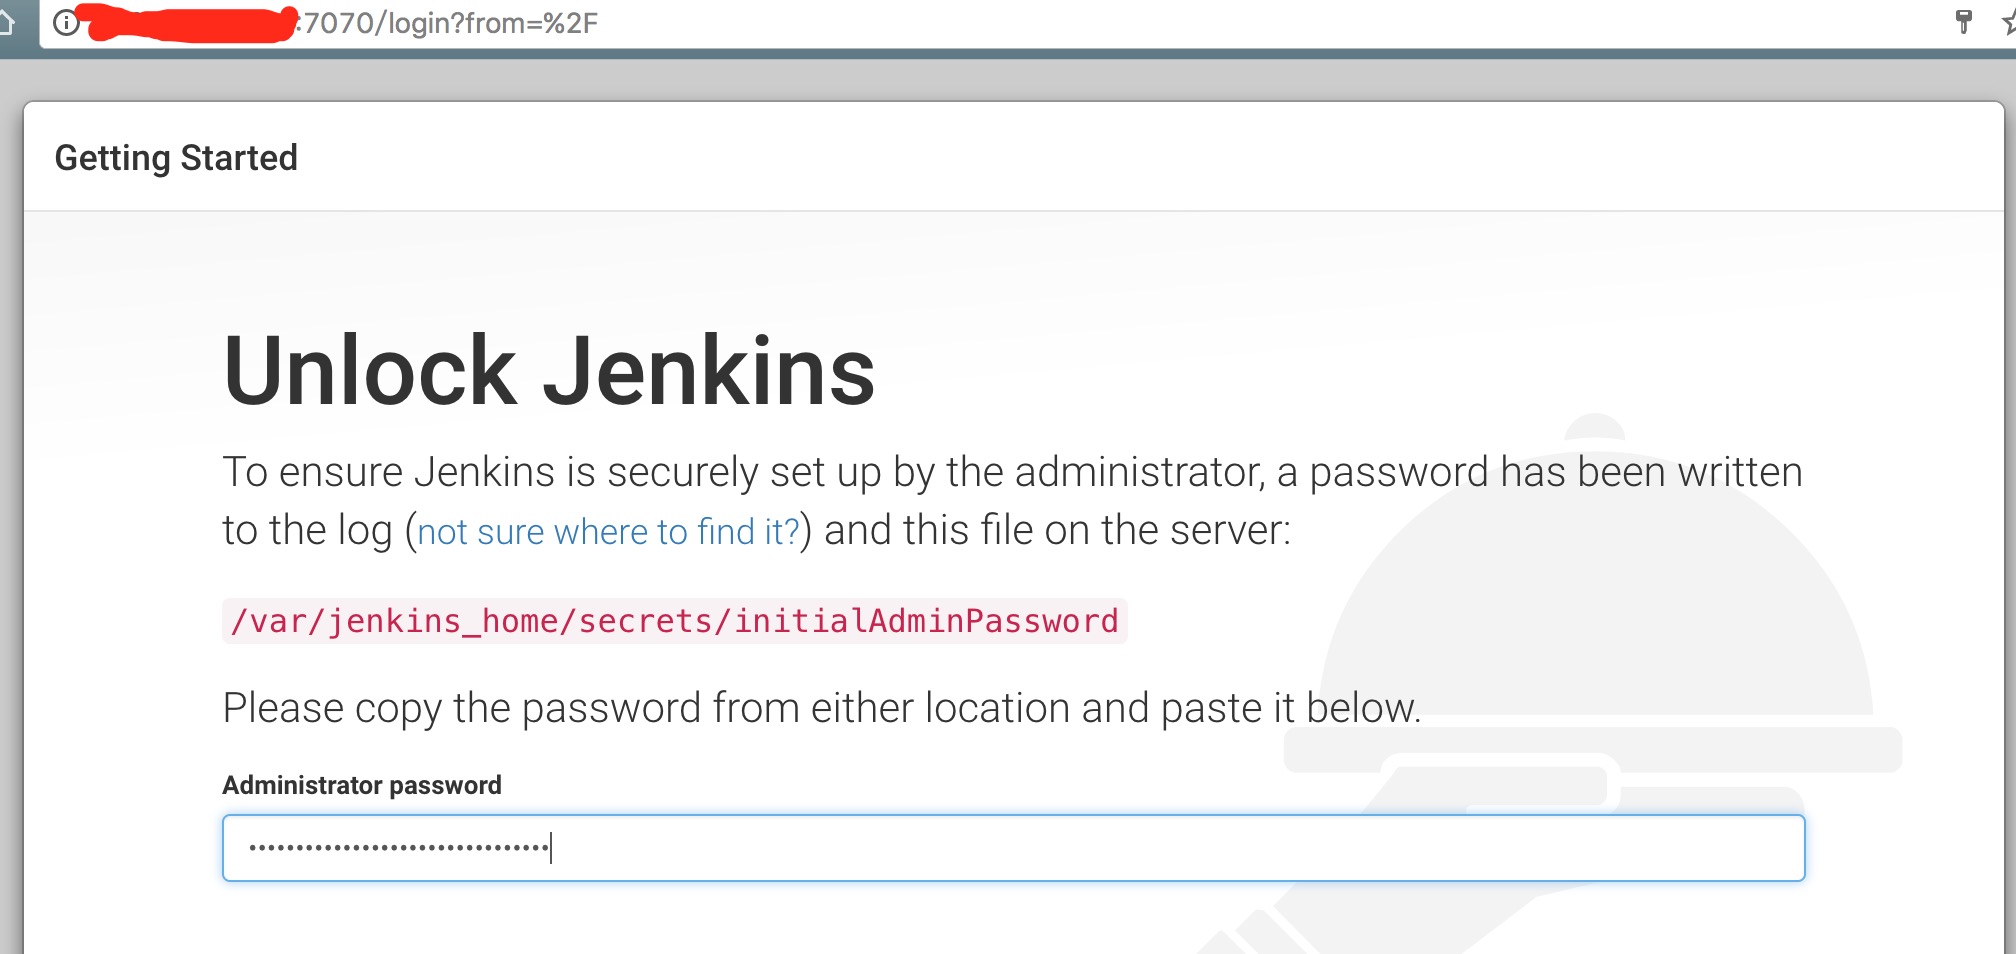 :7070/login?from=%2F
Getting Started
Unlock Jenkins
To ensure Jenkins is securely set up by the administrator, a password has been written
to the log (not sure where to find it?) and this file on the server:
/var/jenkins_home/secrets/initialAdminPassword
Please copy the password from either location and paste it below.
Administrator password